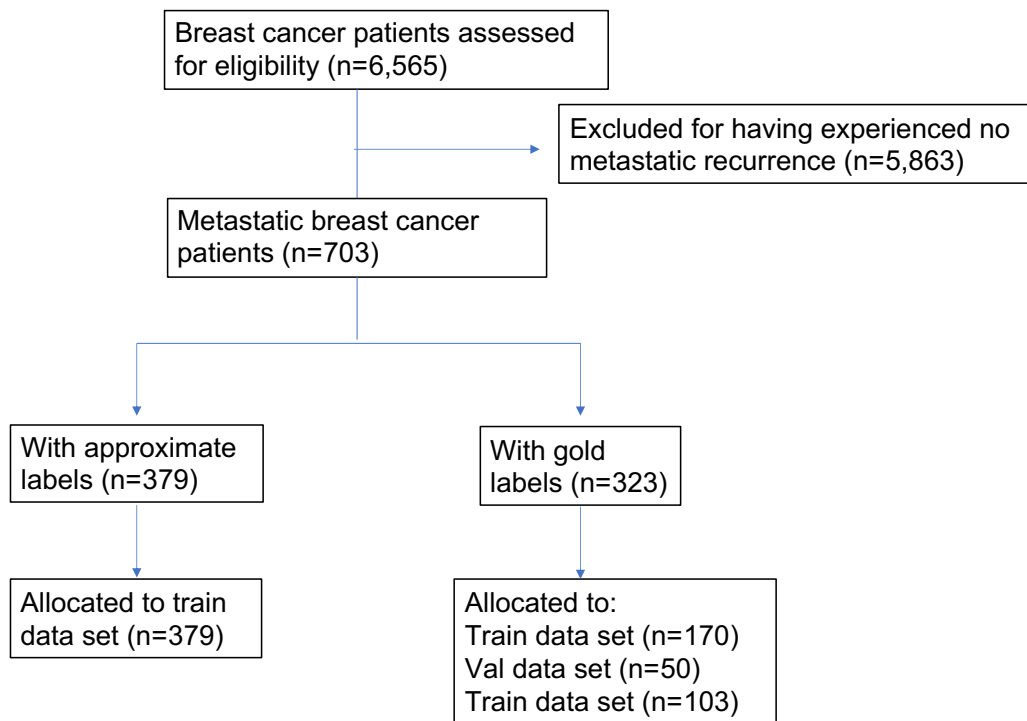 Breast cancer patients assessed
for eligibility (n=6,565)
Excluded for having experienced no
metastatic recurrence (n=5,863)
Metastatic breast cancer
patients (n=703)
With approximate
labels (n=379)
With gold
labels (n=323)
Allocated to train
data set (n=379)
Allocated to:
Train data set (n=170)
Val data set (n=50)
Train data set (n=103)